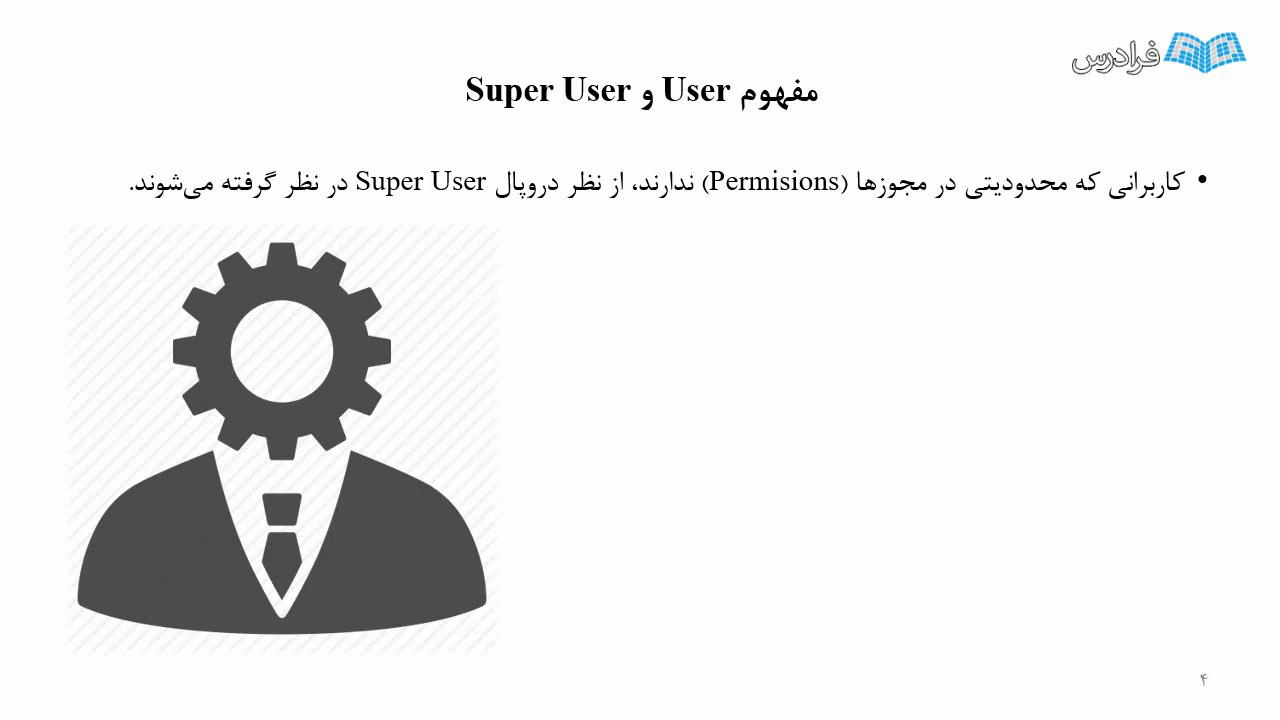 فرادرس
مفهوم User و Super User
• کاربرانی که محدودیتی در مجوزها (Permisions) ندارند، از نظر دروپال Super User در نظر گرفته می‌شوند.
۴